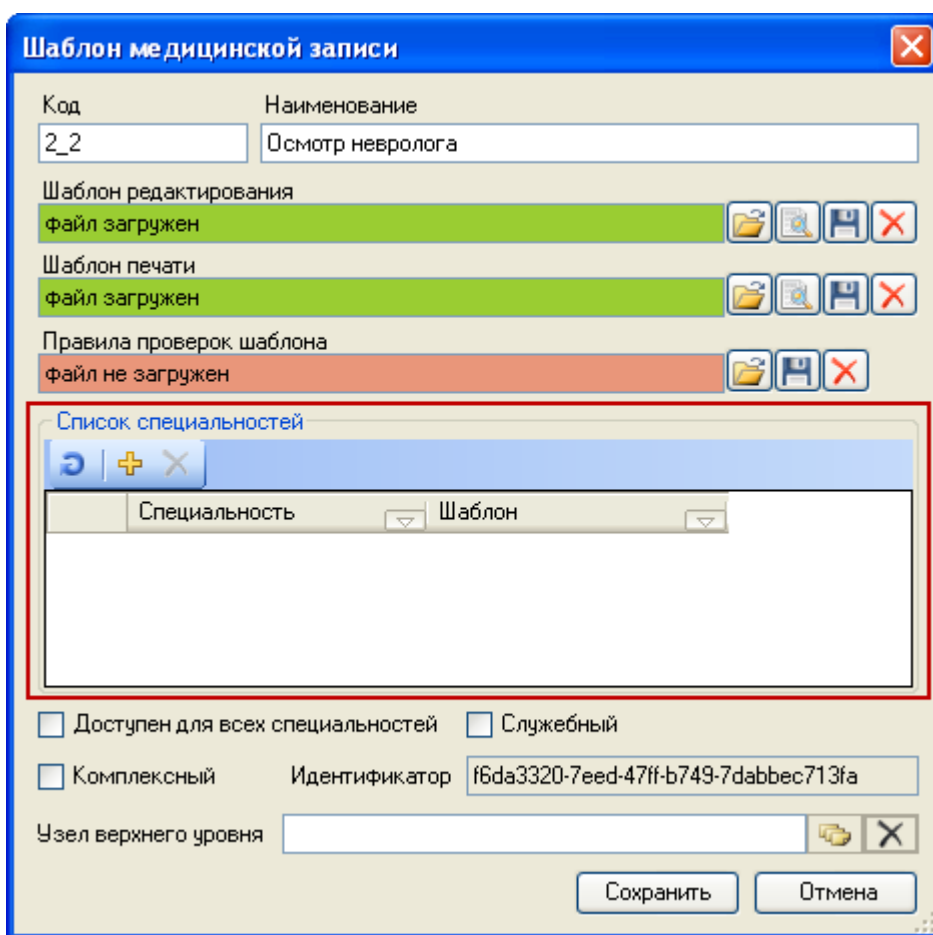 Шаблон медицинской записи
Код Наименование
2_2 Осмотр невролога
Шаблон редактирования
Файл загружен
Шаблон печати
Файл загружен
Правила проверок шаблона
Файл не загружен
Список специальностей
Специальность Шаблон
Доступен для всех специальностей Служебный
Комплексный Идентификатор f6da3320-7eed-47ff-b749-7dabbec713fa
Узел верхнего уровня
Сохранить Отмена